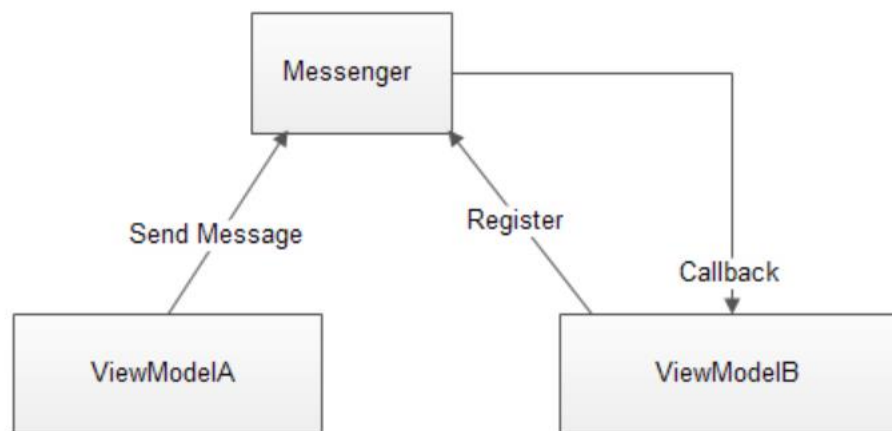 Messenger
Send Message
Register
Callback
ViewModelA
ViewModelB